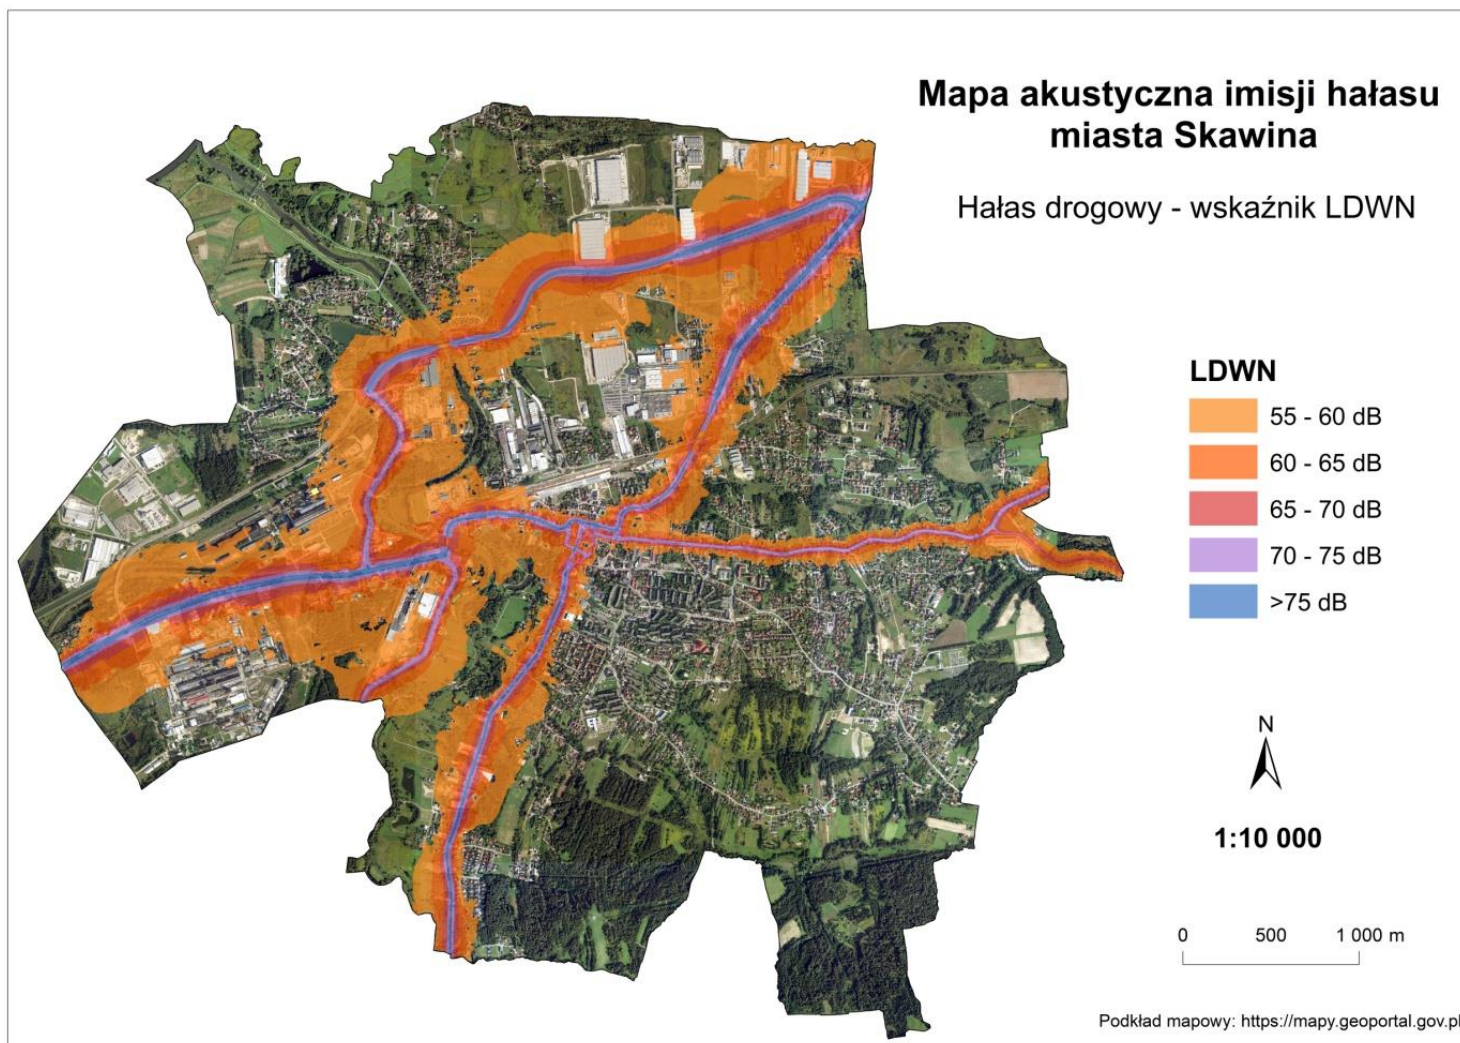 Mapa akustyczna imisji hałasu
miasta Skawina
Hałas drogowy - wskaźnik LDWN
LDWN
55 - 60 dB
60 - 65 dB
65 - 70 dB
70 - 75 dB
>75 dB
N
1:10 000
0 500 1 000 m
Podkład mapowy: https://mapy.geoportal.gov.pl